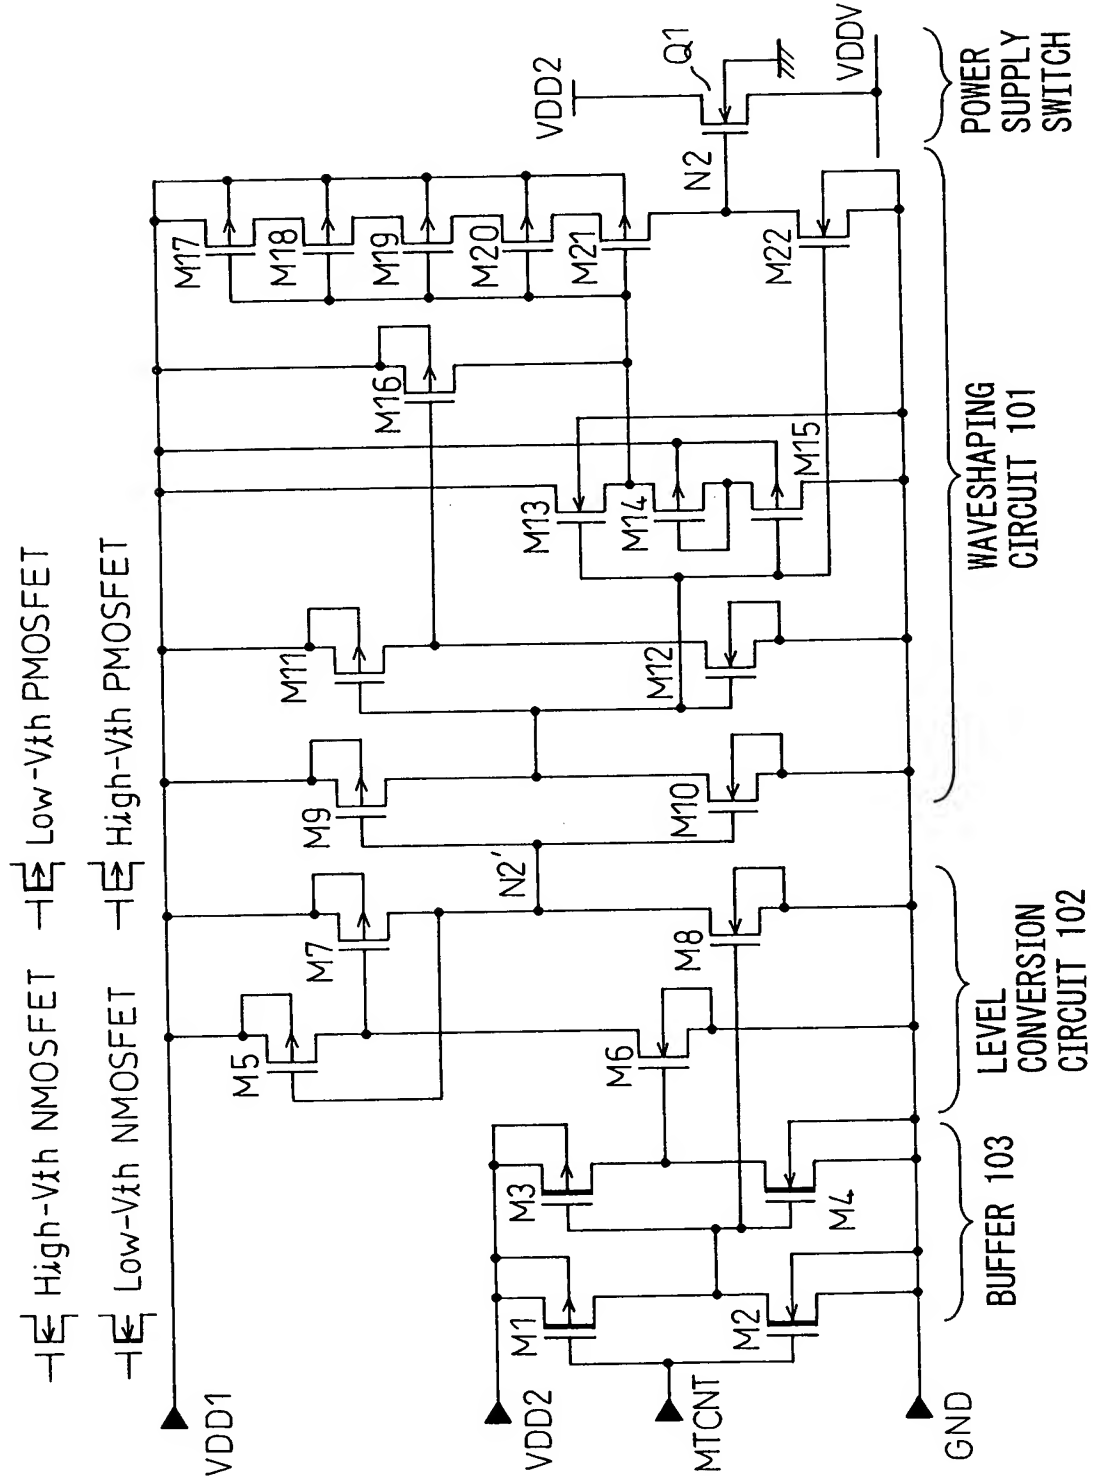 High-Vth NMOSFET
Low-Vth PMOSFET
Low-Vth NMOSFET
High-Vth PMOSFET
VDD1
VDD2
MTCNT
GND
M1
M2
M3
M4
M5
M6
M7
M8
N2'
M9
M10
M11
M12
M13
M14
M15
M16
M17
M18
M19
M20
M21
M22
N2
VDD2
Q1
VDDV
BUFFER 103
LEVEL
CONVERSION
CIRCUIT 102
WAVESHAPING
CIRCUIT 101
POWER
SUPPLY
SWITCH